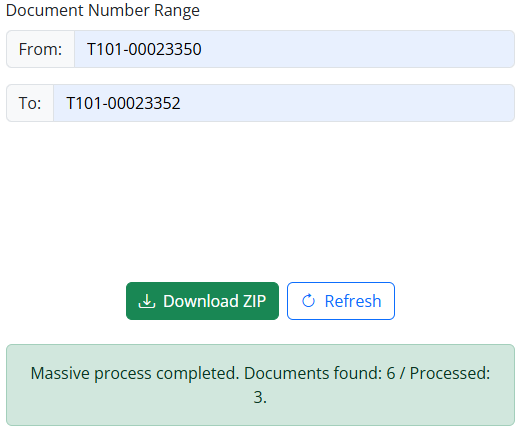 Document Number Range
From: T101-00023350
To: T101-00023352
Download ZIP Refresh
Massive process completed. Documents found: 6 / Processed:
3.